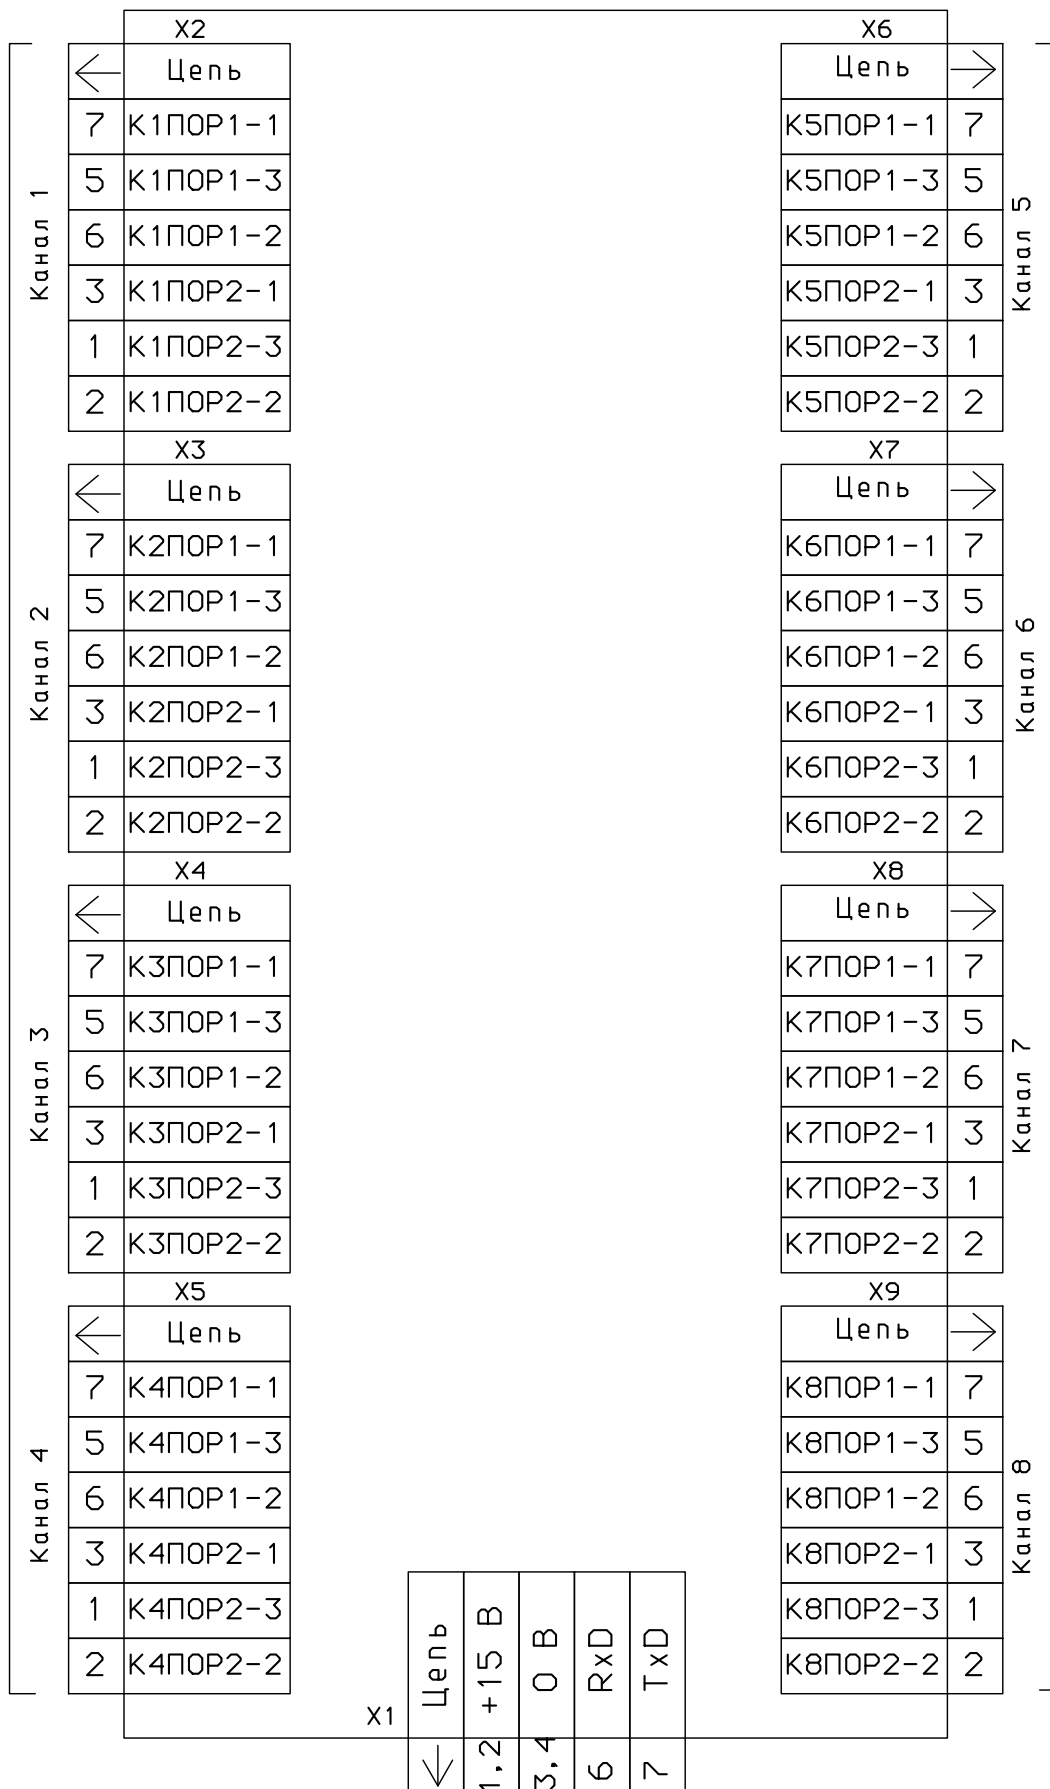 X2
Цепь
Канал 1
7 К1ПОР1-1
5 К1ПОР1-3
6 К1ПОР1-2
3 К1ПОР2-1
1 К1ПОР2-3
2 К1ПОР2-2
X3
Цепь
Канал 2
7 К2ПОР1-1
5 К2ПОР1-3
6 К2ПОР1-2
3 К2ПОР2-1
1 К2ПОР2-3
2 К2ПОР2-2
X4
Цепь
Канал 3
7 К3ПОР1-1
5 К3ПОР1-3
6 К3ПОР1-2
3 К3ПОР2-1
1 К3ПОР2-3
2 К3ПОР2-2
X5
Цепь
Канал 4
7 К4ПОР1-1
5 К4ПОР1-3
6 К4ПОР1-2
3 К4ПОР2-1
1 К4ПОР2-3
2 К4ПОР2-2
X1
Цепь
1,2 +15 В
3,4 0 В
6 RxD
7 TxD
X6
Цепь
Канал 5
К5ПОР1-1 7
К5ПОР1-3 5
К5ПОР1-2 6
К5ПОР2-1 3
К5ПОР2-3 1
К5ПОР2-2 2
X7
Цепь
Канал 6
К6ПОР1-1 7
К6ПОР1-3 5
К6ПОР1-2 6
К6ПОР2-1 3
К6ПОР2-3 1
К6ПОР2-2 2
X8
Цепь
Канал 7
К7ПОР1-1 7
К7ПОР1-3 5
К7ПОР1-2 6
К7ПОР2-1 3
К7ПОР2-3 1
К7ПОР2-2 2
X9
Цепь
Канал 8
К8ПОР1-1 7
К8ПОР1-3 5
К8ПОР1-2 6
К8ПОР2-1 3
К8ПОР2-3 1
К8ПОР2-2 2